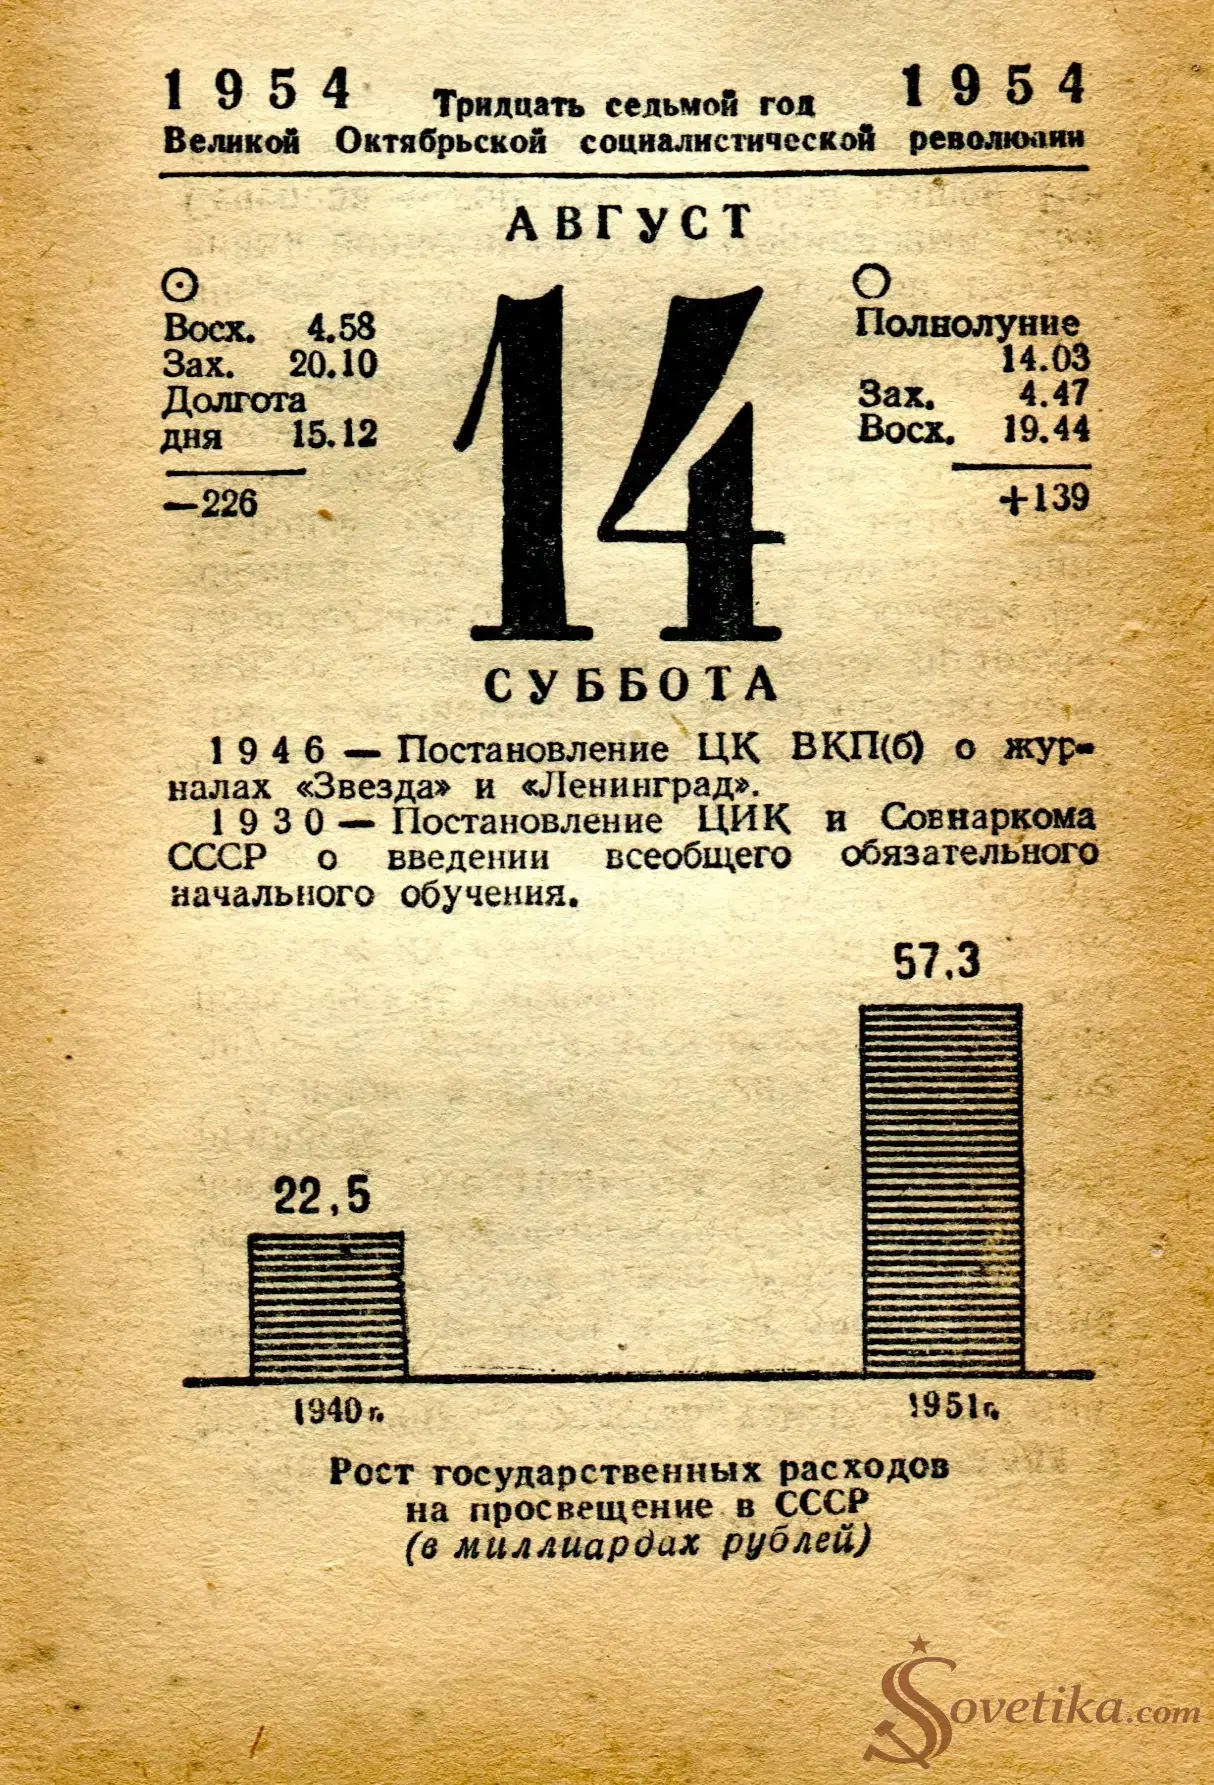 1954 Тридцать седьмой год 1954
Великой Октябрьской социалистической революции
АВГУСТ
Восх. 4.58
Зах. 20.10
Долгота
дня 15.12
—226
14
Полнолуние
14.03
Зах. 4.47
Восх. 19.44
+139
СУББОТА
1946 — Постановление ЦК ВКП(б) о жур-
налах «Звезда» и «Ленинград».
1930 — Постановление ЦИК и Совнаркома
СССР о введении всеобщего обязательного
начального обучения.
57,3
22,5
1940 г. 1951 г.
Рост государственных расходов
на просвещение в СССР
(в миллиардах рублей)
Sovetika.com